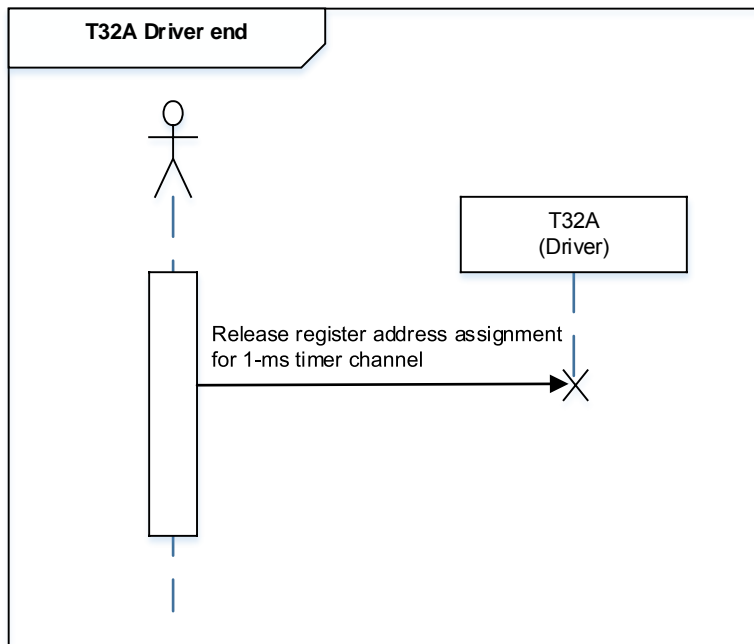 T32A Driver end
T32A
(Driver)
Release register address assignment
for 1-ms timer channel